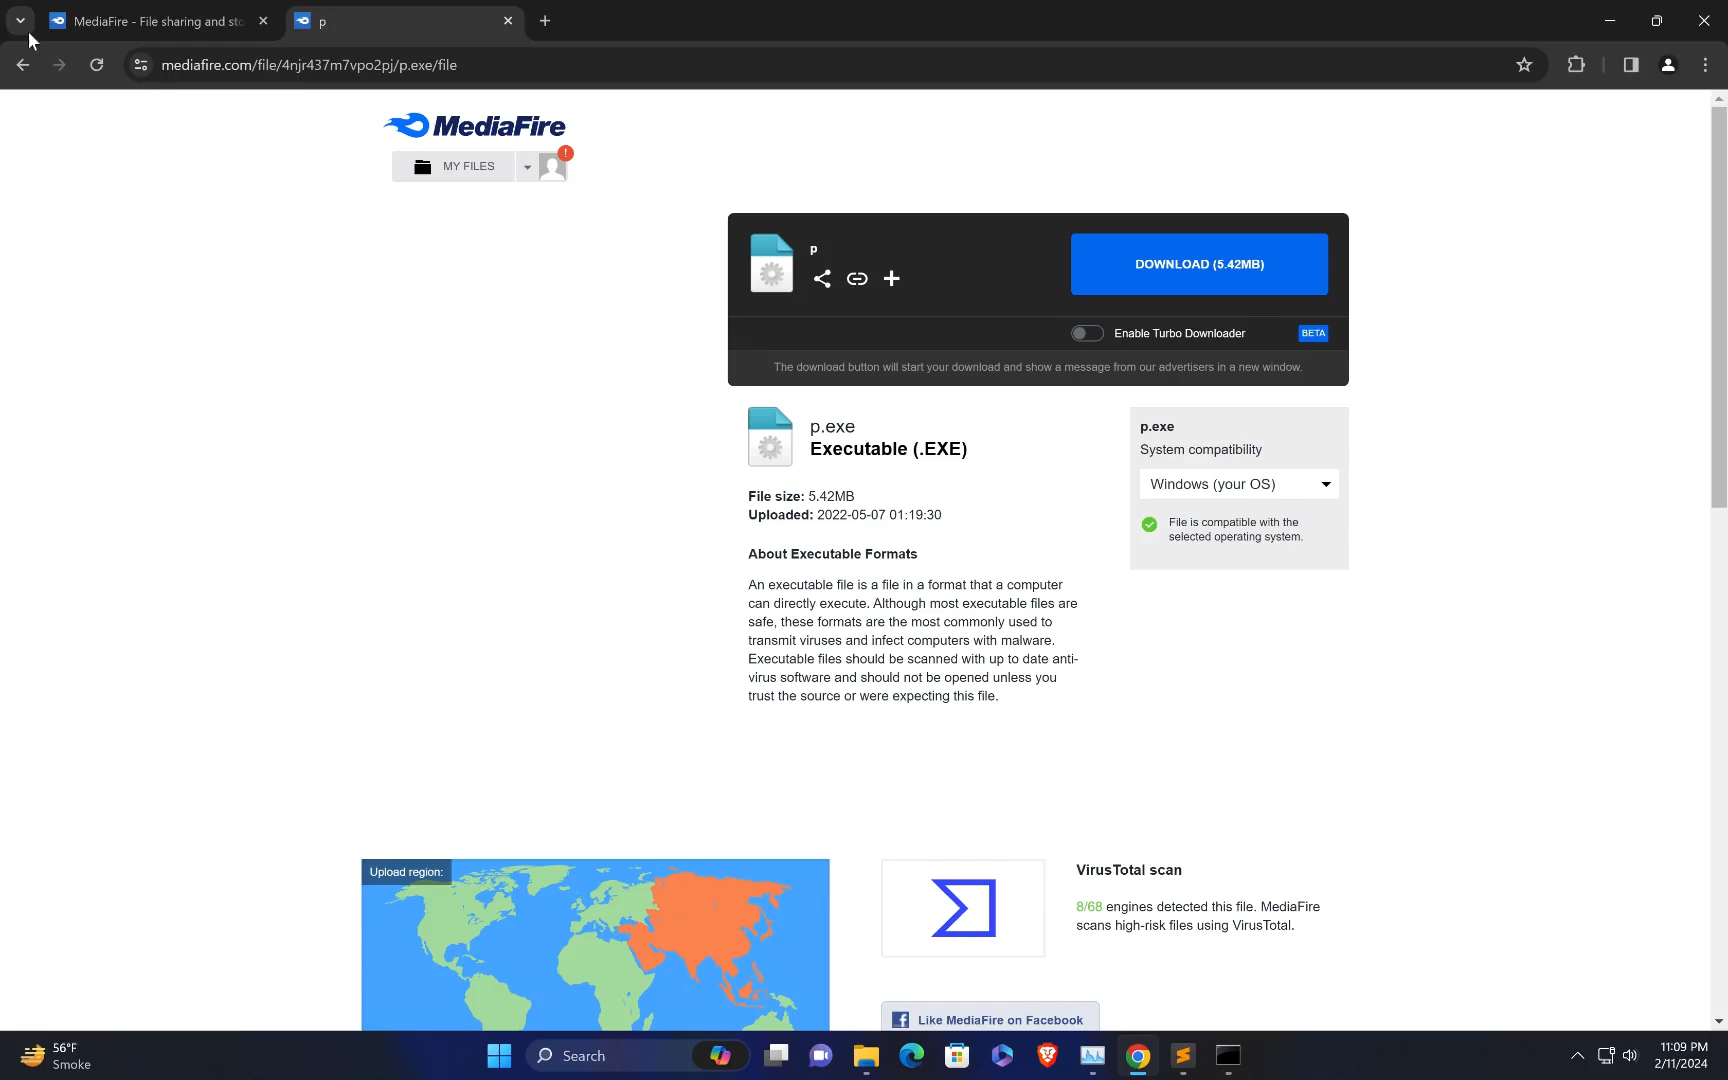 MediaFire - File sharing and sto
p
mediafire.com/file/4njr437m7vpo2pj/p.exe/file
MediaFire
!
MY FILES
p
DOWNLOAD (5.42MB)
Enable Turbo Downloader
BETA
The download button will start your download and show a message from our advertisers in a new window.
p.exe
Executable (.EXE)
File size: 5.42MB
Uploaded: 2022-05-07 01:19:30
About Executable Formats
An executable file is a file in a format that a computer
can directly execute. Although most executable files are
safe, these formats are the most commonly used to
transmit viruses and infect computers with malware.
Executable files should be scanned with up to date anti-
virus software and should not be opened unless you
trust the source or were expecting this file.
p.exe
System compatibility
Windows (your OS)
File is compatible with the
selected operating system.
Upload region:
VirusTotal scan
8/68 engines detected this file. MediaFire
scans high-risk files using VirusTotal.
Like MediaFire on Facebook
56°F
Smoke
Search
11:09 PM
2/11/2024